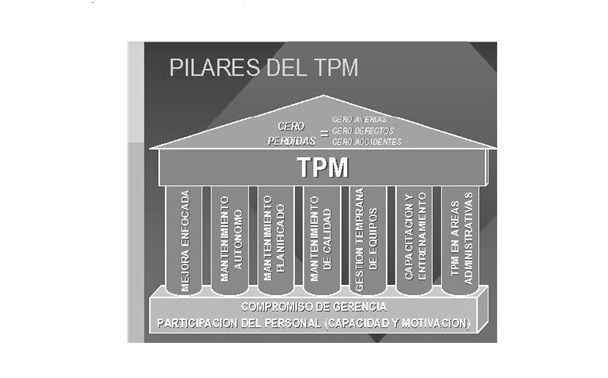 PILARES DEL TPM
CERO
PERDIDAS
=
CERO AVERIAS
CERO DEFECTOS
CERO ACCIDENTES
TPM
MEJORA ENFOCADA
MANTENIMIENTO
AUTONOMO
MANTENIMIENTO
PLANIFICADO
MANTENIMIENTO
DE CALIDAD
GESTION TEMPRANA
DE EQUIPOS
CAPACITACION Y
ENTRENAMIENTO
TPM EN AREAS
ADMINISTRATIVAS
COMPROMISO DE GERENCIA
PARTICIPACION DEL PERSONAL (CAPACIDAD Y MOTIVACION)